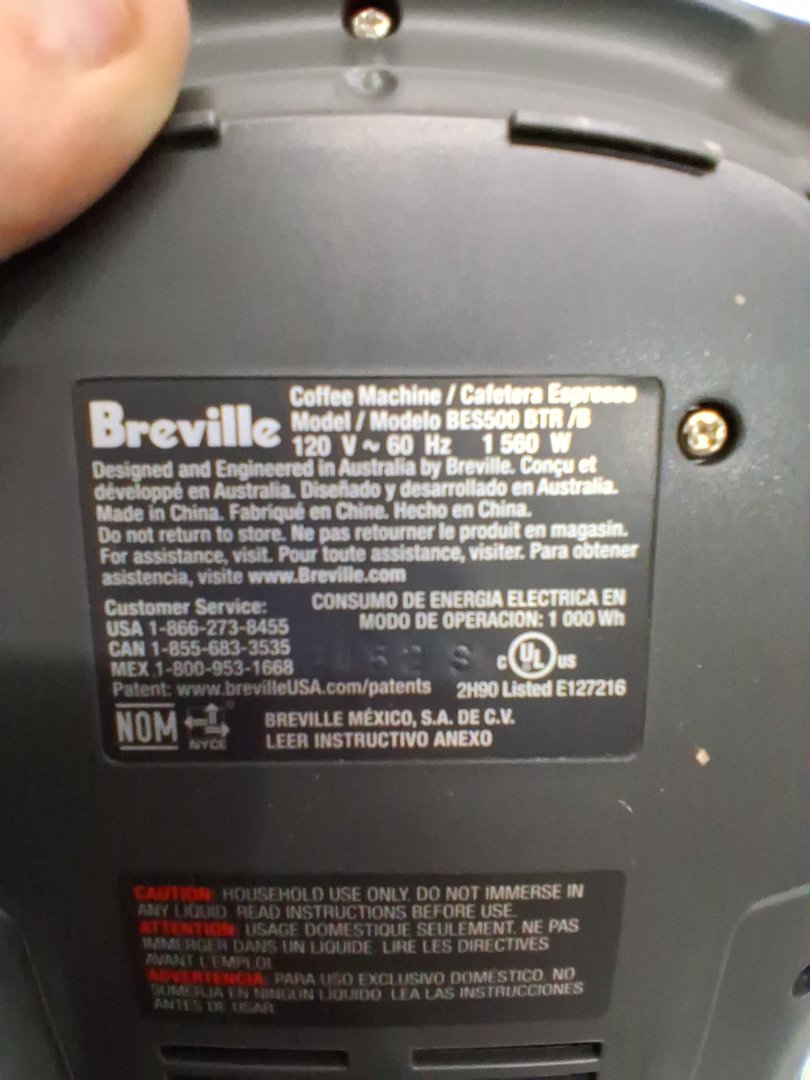 Breville
Coffee Machine / Cafetera Espresso
Model / Modelo BES500 BTR /B
120 V ~ 60 Hz 1 560 W
Designed and Engineered in Australia by Breville. Conçu et
développé en Australia. Diseñado y desarrollado en Australia.
Made in China. Fabriqué en Chine. Hecho en China.
Do not return to store. Ne pas retourner le produit en magasin.
For assistance, visit. Pour toute assistance, visiter. Para obtener
asistencia, visite www.Breville.com
Customer Service:
USA 1-866-273-8455
CAN 1-855-683-3535
MEX 1-800-953-1668
Patent: www.brevilleUSA.com/patents
CONSUMO DE ENERGIA ELECTRICA EN
MODO DE OPERACION: 1 000 Wh
C UL US
2H90 Listed E127216
NOM
NYCE
BREVILLE MÉXICO, S.A. DE C.V.
LEER INSTRUCTIVO ANEXO
CAUTION: HOUSEHOLD USE ONLY. DO NOT IMMERSE IN
ANY LIQUID. READ INSTRUCTIONS BEFORE USE.
ATTENTION: USAGE DOMESTIQUE SEULEMENT. NE PAS
IMMERGER DANS UN LIQUIDE. LIRE LES DIRECTIVES
AVANT L'EMPLOI
ADVERTENCIA: PARA USO EXCLUSIVO DOMÉSTICO. NO
SUMERJA EN NINGUN LIQUIDO. LEA LAS INSTRUCCIONES
ANTES DE USAR